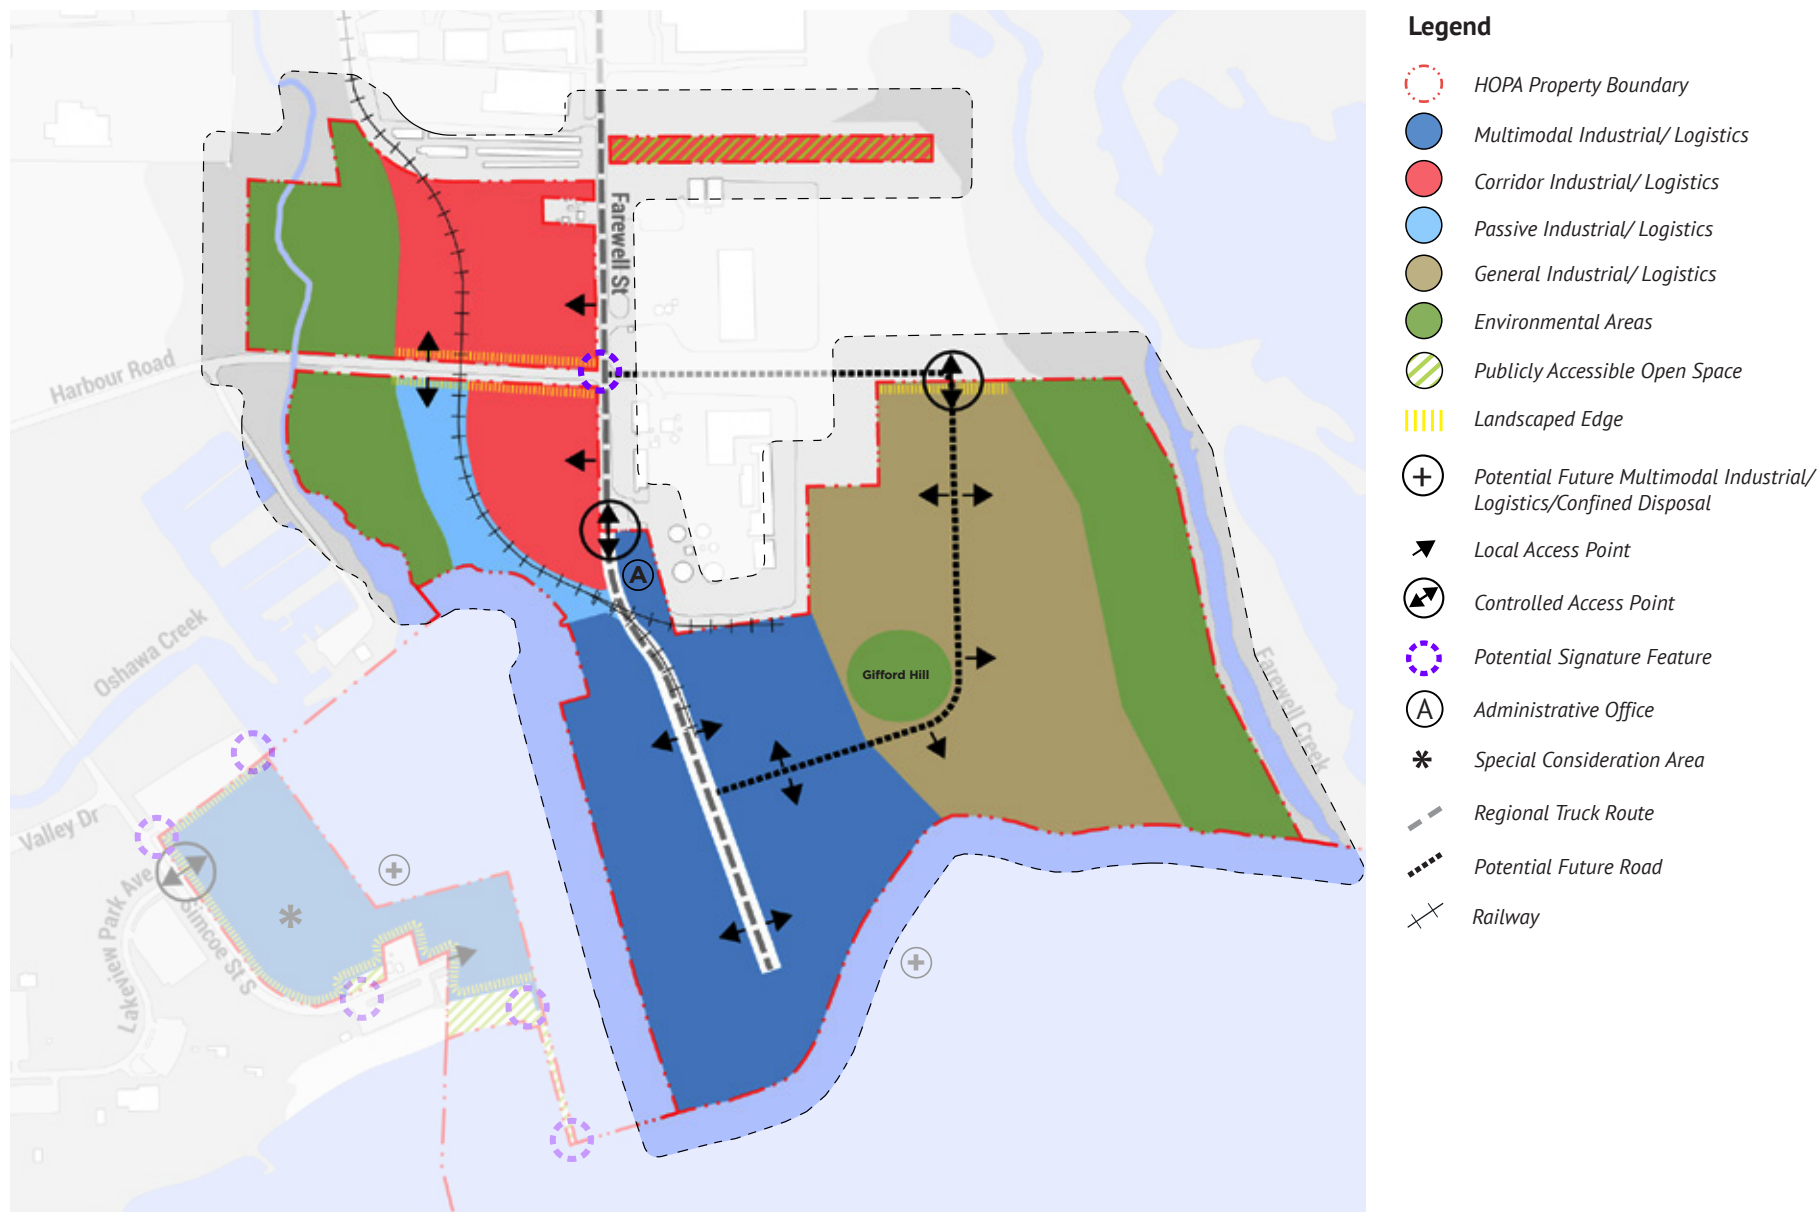 Legend
HOPA Property Boundary
Multimodal Industrial/ Logistics
Corridor Industrial/ Logistics
Passive Industrial/ Logistics
General Industrial/ Logistics
Environmental Areas
Publicly Accessible Open Space
Landscaped Edge
Potential Future Multimodal Industrial/
Logistics/Confined Disposal
Local Access Point
Controlled Access Point
Potential Signature Feature
A
Administrative Office
Special Consideration Area
Regional Truck Route
Potential Future Road
Railway
Farewell St
Harbour Road
A
Oshawa Creek
Gifford Hill
Farewell Creek
Valley Dr
Lakeview Park Ave
Simcoe St S